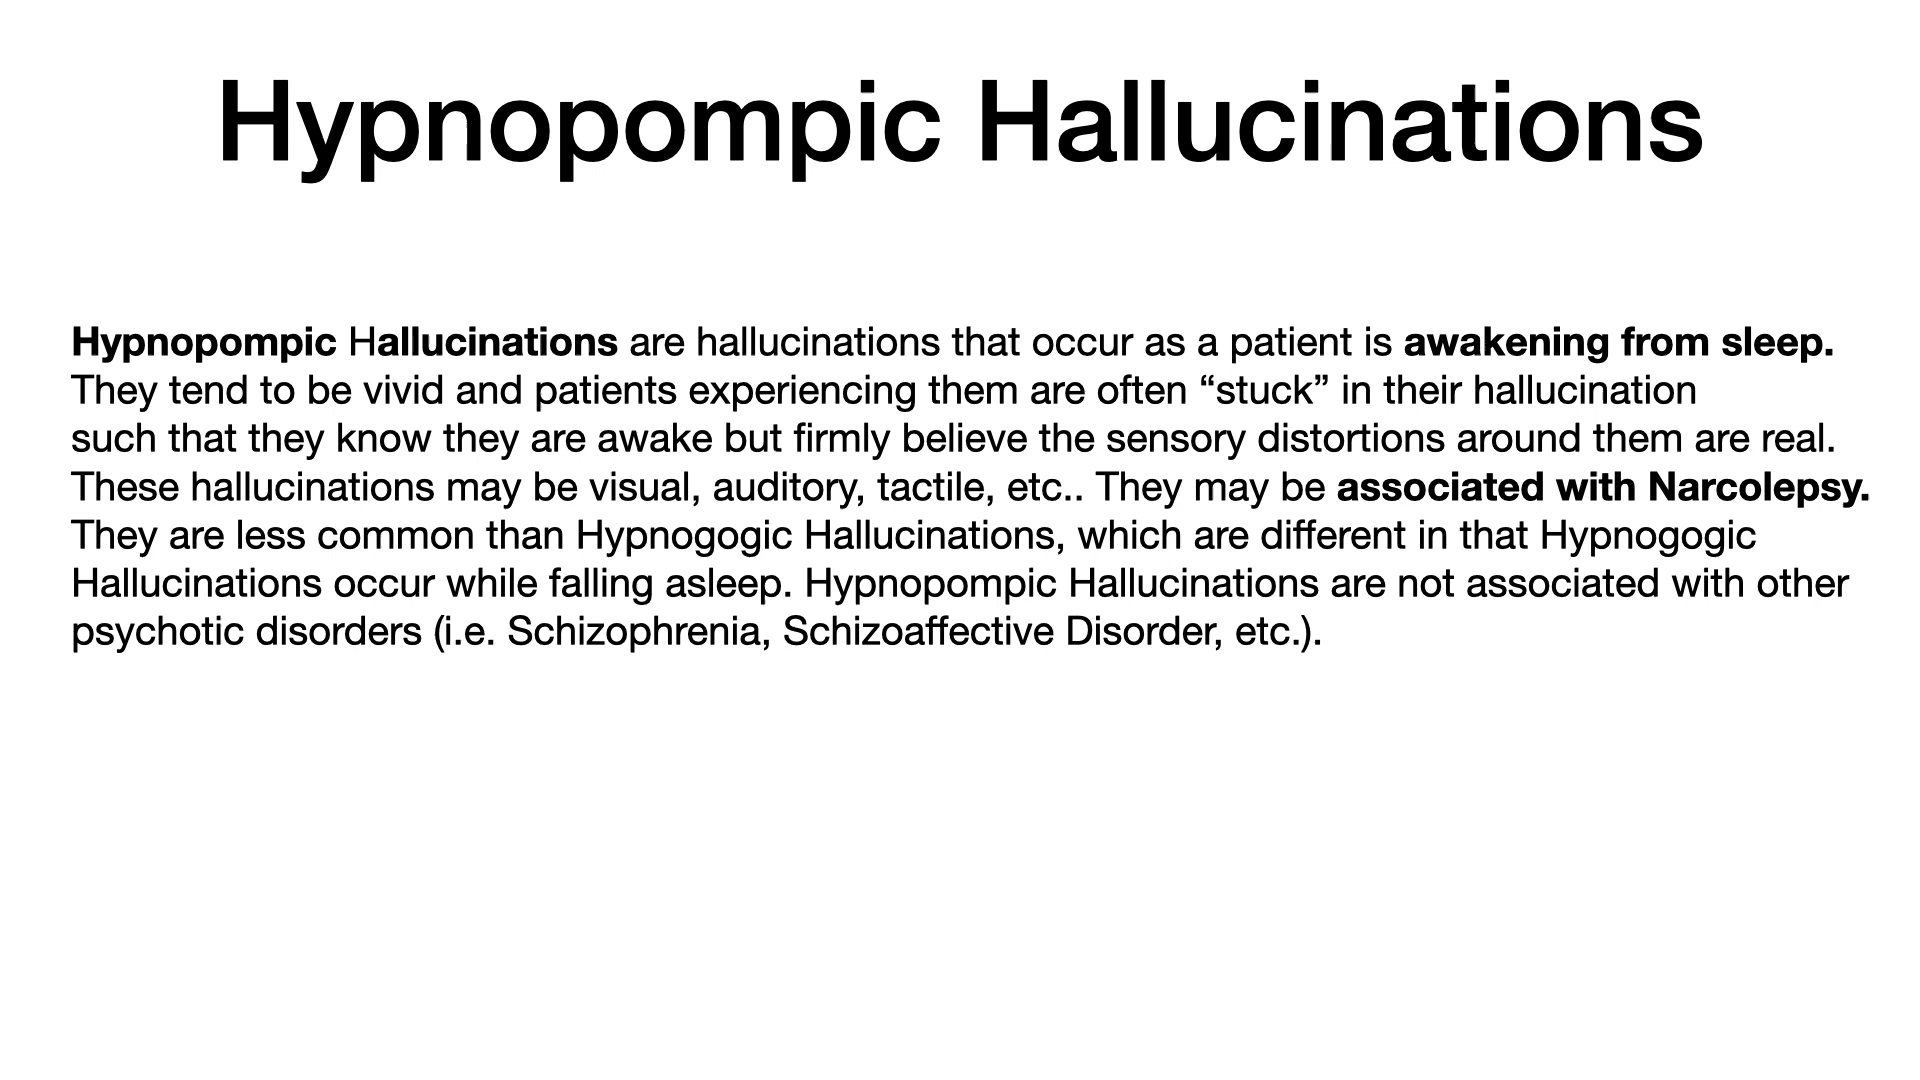 Hypnopompic Hallucinations
Hypnopompic Hallucinations are hallucinations that occur as a patient is awakening from sleep.
They tend to be vivid and patients experiencing them are often “stuck” in their hallucination
such that they know they are awake but firmly believe the sensory distortions around them are real.
These hallucinations may be visual, auditory, tactile, etc.. They may be associated with Narcolepsy.
They are less common than Hypnogogic Hallucinations, which are different in that Hypnogogic
Hallucinations occur while falling asleep. Hypnopompic Hallucinations are not associated with other
psychotic disorders (i.e. Schizophrenia, Schizoaffective Disorder, etc.).